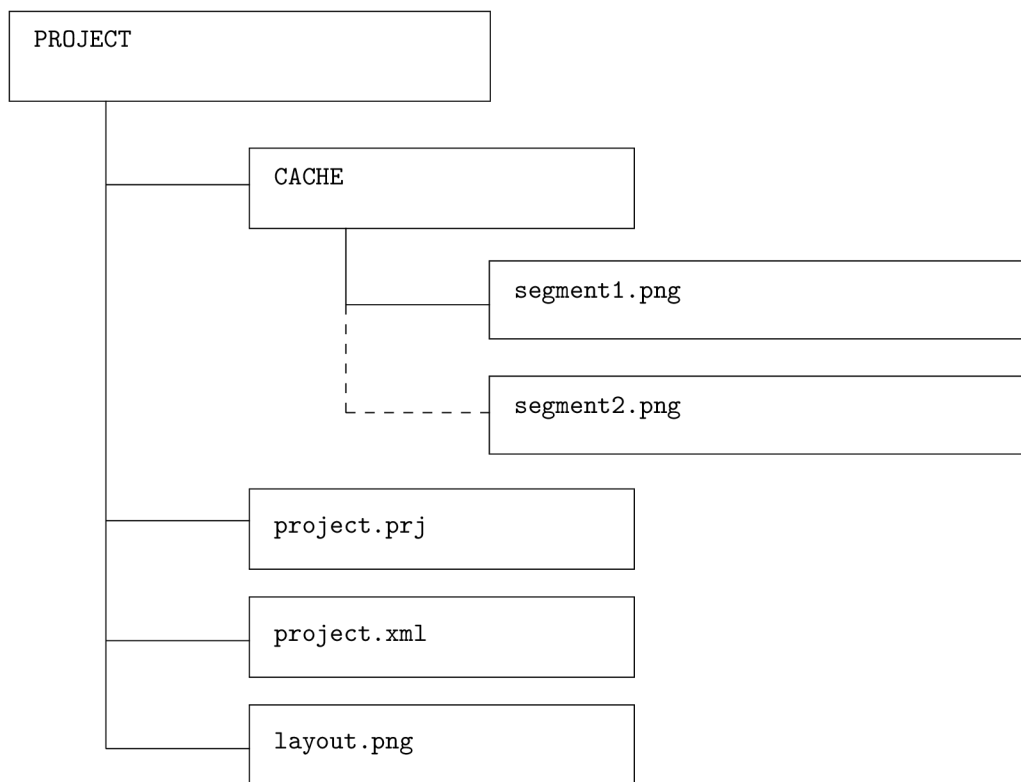 PROJECT
CACHE
segment1.png
segment2.png
project.prj
project.xml
layout.png